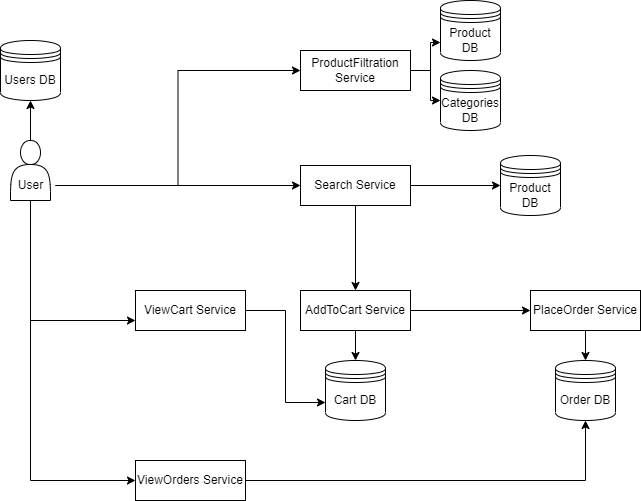 Product
DB
Users DB
ProductFiltration
Service
Categories
DB
User
Search Service
Product
DB
ViewCart Service
AddToCart Service
PlaceOrder Service
Cart DB
Order DB
ViewOrders Service